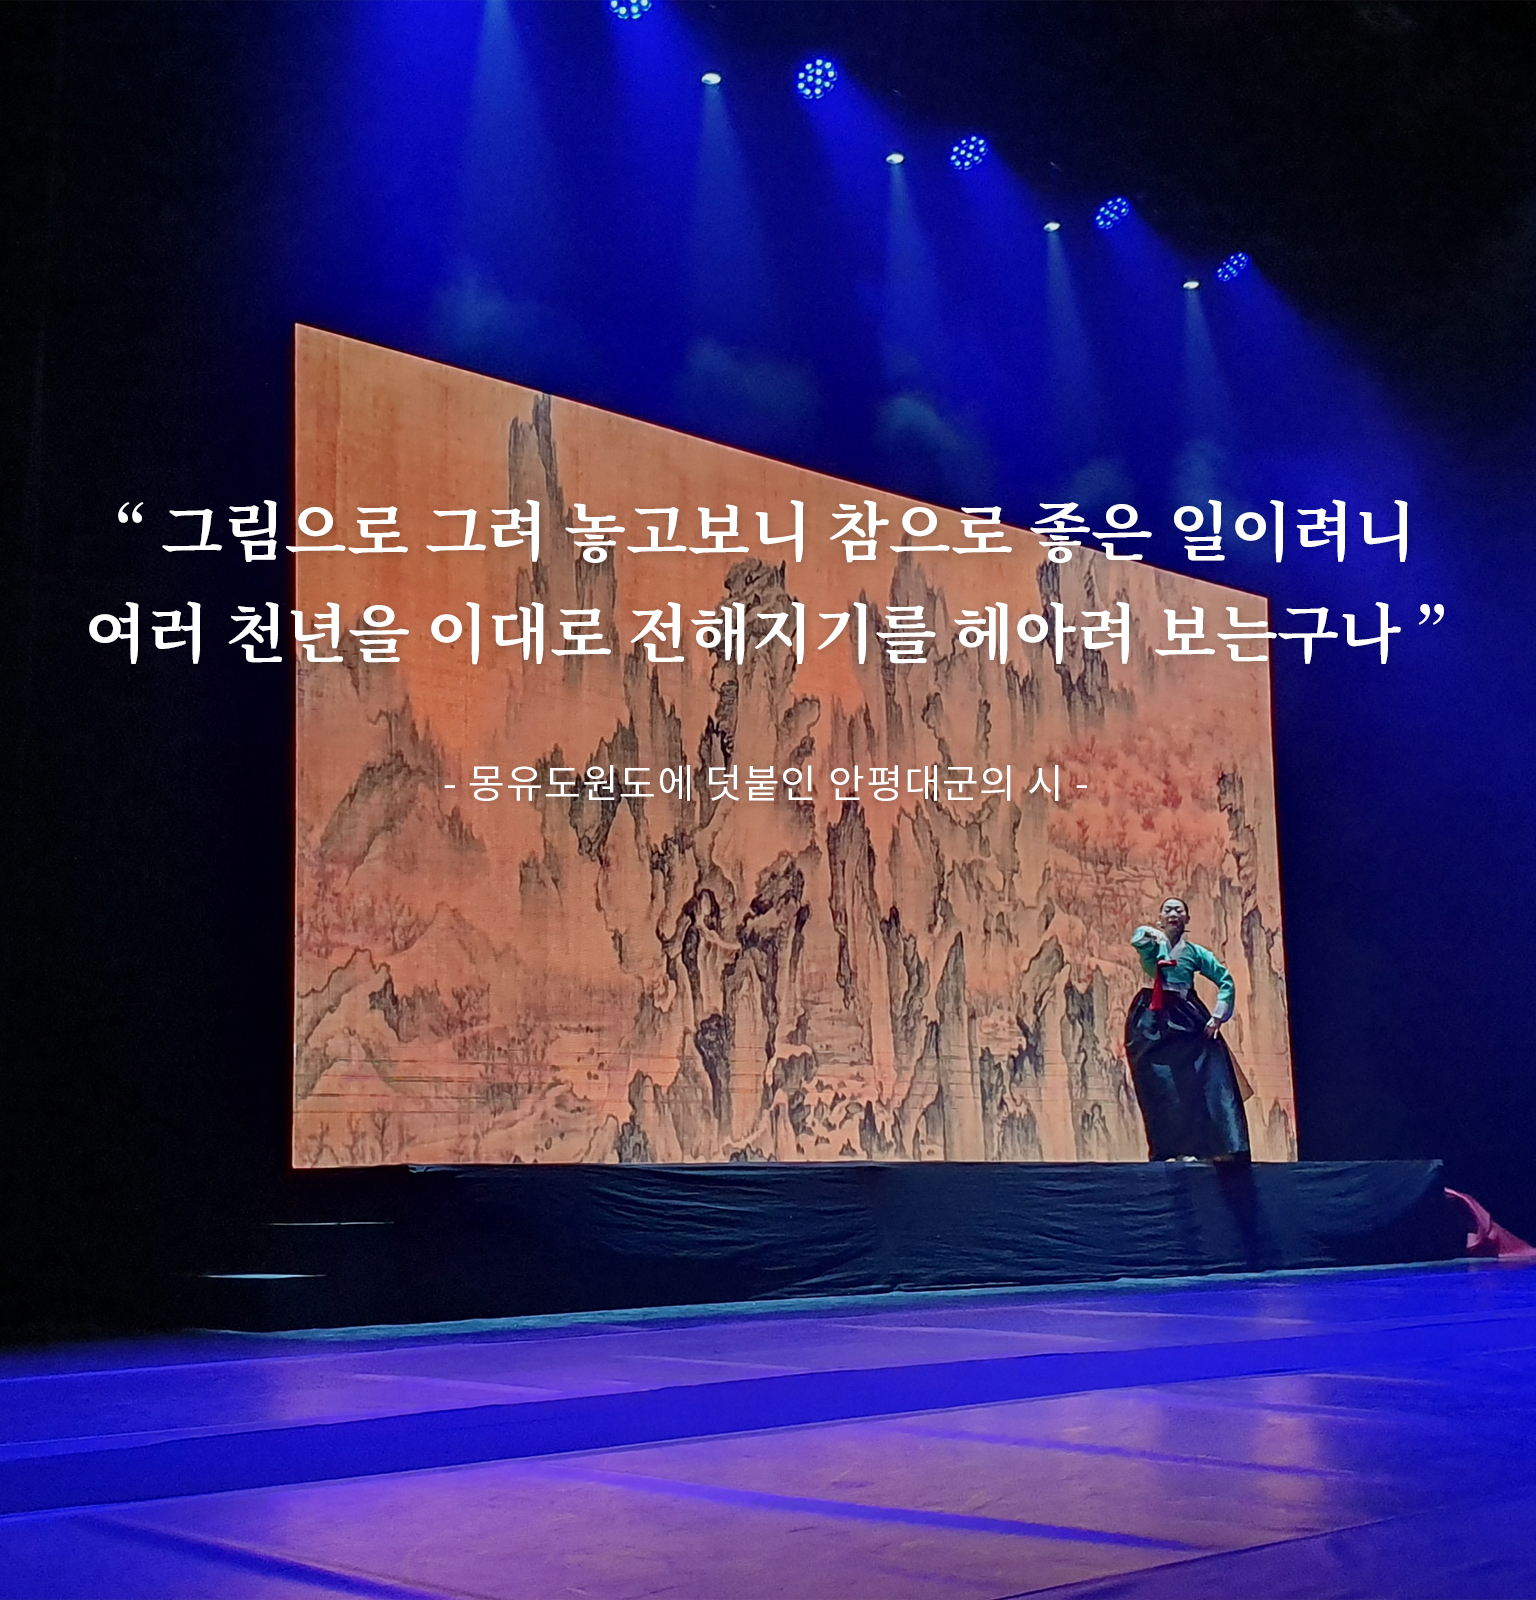 “ 그림으로 그려 놓고보니 참으로 좋은 일이려니
여러 천년을 이대로 전해지기를 헤아려 보는구나 ”
- 몽유도원도에 덧붙인 안평대군의 시 -